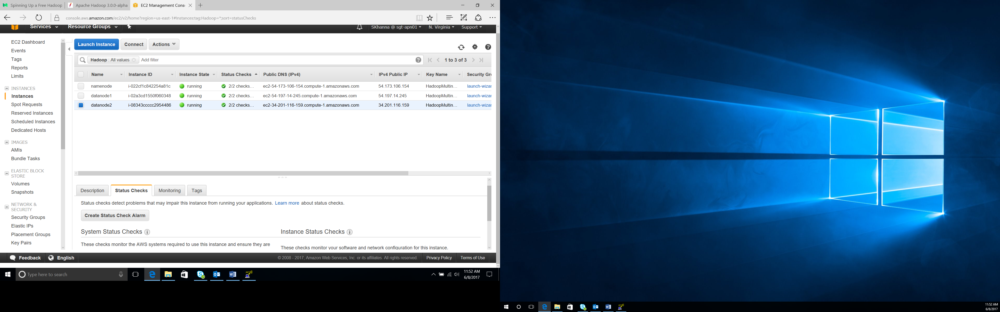 Spinning Up a Free Hadoop
Apache Hadoop 3.0.0-alpha
EC2 Management Cons
console.aws.amazon.com/ec2/v2/home?region=us-east-1#Instances:tag:Hadoop=*;sort=statusChecks
Services
Resource Groups
SKhanna @ sgt-apn01
N. Virginia
Support
EC2 Dashboard
Events
Tags
Reports
Limits
INSTANCES
Instances
Spot Requests
Reserved Instances
Scheduled Instances
Dedicated Hosts
IMAGES
AMIs
Bundle Tasks
ELASTIC BLOCK
STORE
Volumes
Snapshots
NETWORK &
SECURITY
Security Groups
Elastic IPs
Placement Groups
Key Pairs
Launch Instance
Connect
Actions
Hadoop : All values
Add filter
1 to 3 of 3
Name Instance ID Instance State Status Checks Public DNS (IPv4) IPv4 Public IP Key Name Security Gro
namenode i-022cf1c842254a81c running 2/2 checks... ec2-54-173-106-154.compute-1.amazonaws.com 54.173.106.154 HadoopMultin... launch-wizar
datanode1 i-02a3cd1550f060348 running 2/2 checks... ec2-54-197-14-245.compute-1.amazonaws.com 54.197.14.245 HadoopMultin... launch-wizar
datanode2 i-08343ccccc2954486 running 2/2 checks... ec2-34-201-116-159.compute-1.amazonaws.com 34.201.116.159 HadoopMultin... launch-wizar
Description
Status Checks
Monitoring
Tags
Status checks detect problems that may impair this instance from running your applications. Learn more about status checks.
Create Status Check Alarm
System Status Checks
These checks monitor the AWS systems required to use this instance and ensure they are
Instance Status Checks
These checks monitor your software and network configuration for this instance.
Feedback
English
© 2008 - 2017, Amazon Web Services, Inc. or its affiliates. All rights reserved.
Privacy Policy
Terms of Use
Type here to search
11:52 AM
6/8/2017
11:52 AM
6/8/2017